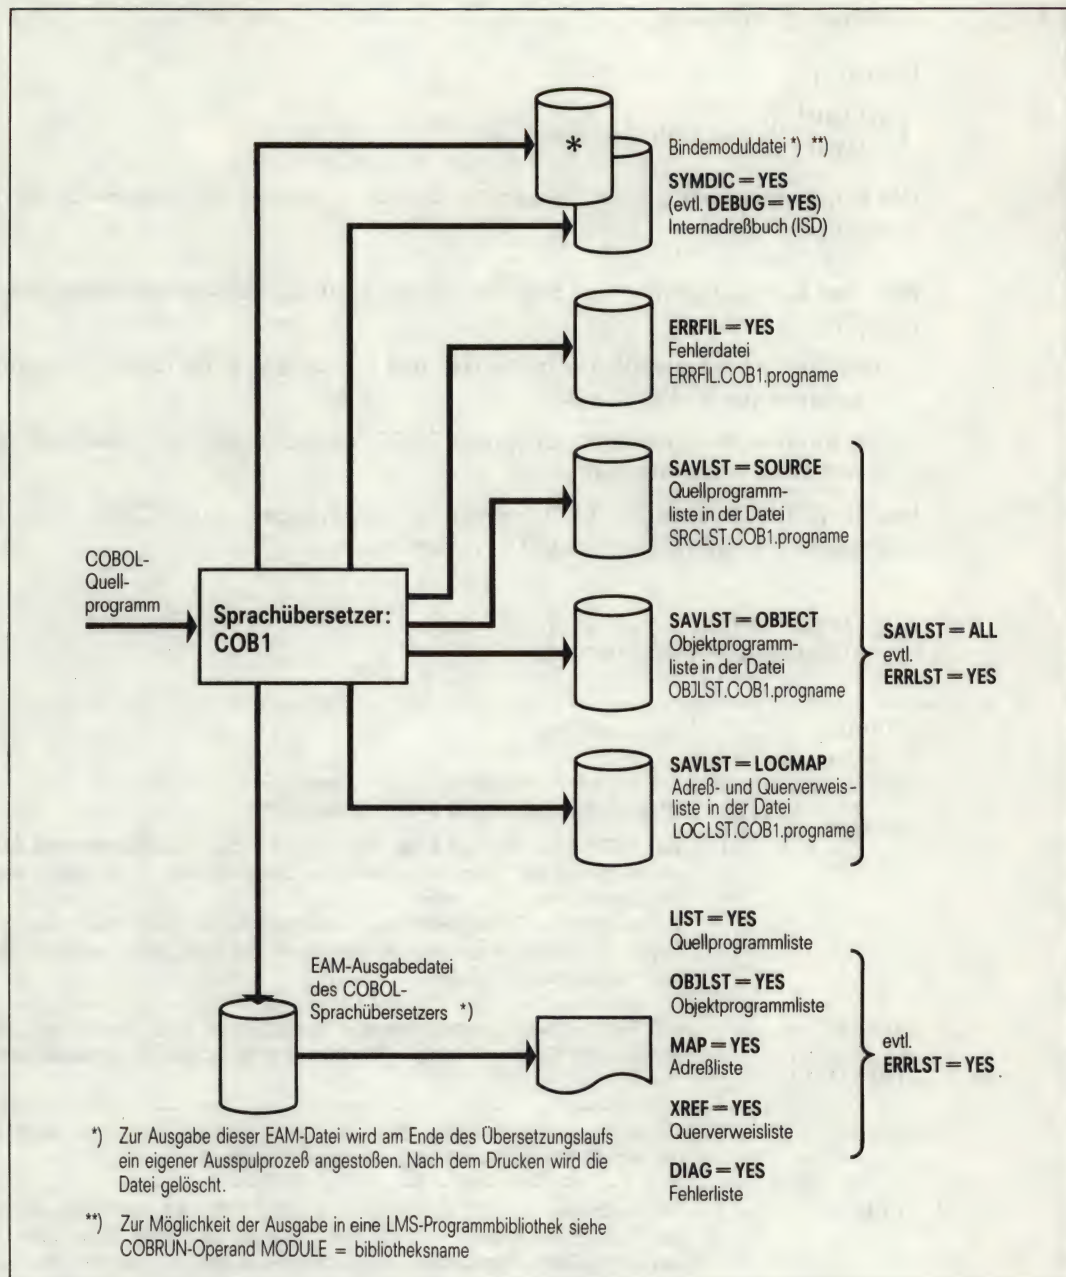 *
Bindemoduldatei *) **)
SYMDIC = YES
(evtl. DEBUG = YES)
Internadreßbuch (ISD)
ERRFIL = YES
Fehlerdatei
ERRFIL.COB1.progname
SAVLST = SOURCE
Quellprogramm-
liste in der Datei
SRCLST.COB1.progname
COBOL-
Quell-
programm
Sprachübersetzer:
COB1
SAVLST = OBJECT
Objektprogramm-
liste in der Datei
OBJLST.COB1.progname
SAVLST = ALL
evtl.
ERRLST = YES
SAVLST = LOCMAP
Adreß- und Querverweis-
liste in der Datei
LOCLST.COB1.progname
EAM-Ausgabedatei
des COBOL-
Sprachübersetzers *)
LIST = YES
Quellprogrammliste
OBJLST = YES
Objektprogrammliste
MAP = YES
Adreßliste
XREF = YES
Querverweisliste
DIAG = YES
Fehlerliste
evtl.
ERRLST = YES
*) Zur Ausgabe dieser EAM-Datei wird am Ende des Übersetzungslaufs
ein eigener Ausspulprozeß angestoßen. Nach dem Drucken wird die
Datei gelöscht.
**) Zur Möglichkeit der Ausgabe in eine LMS-Programmbibliothek siehe
COBRUN-Operand MODULE = bibliotheksname